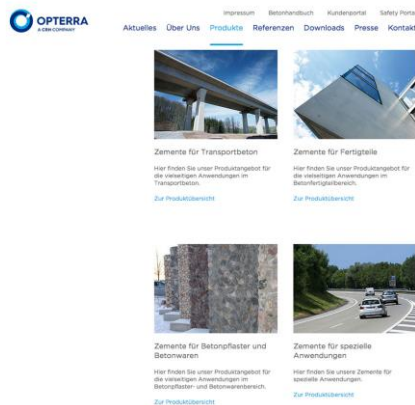 Impressum Betonhandbuch Kundenportal Safety Porta
OPTERRA
A CRH COMPANY
Aktuelles Über Uns Produkte Referenzen Downloads Presse Kontakt
Zemente für Transportbeton
Hier finden Sie unser Produktangebot für
die vielseitigen Anwendungen im
Transportbeton.
Zur Produktübersicht
Zemente für Fertigteile
Hier finden Sie unser Produktangebot für
die vielseitigen Anwendungen im
Betonfertigteilbereich.
Zur Produktübersicht
Zemente für Betonpflaster und
Betonwaren
Hier finden Sie unser Produktangebot für
die vielseitigen Anwendungen im
Betonpflaster- und Betonwarenbereich.
Zur Produktübersicht
Zemente für spezielle
Anwendungen
Hier finden Sie unsere Zemente für
spezielle Anwendungen.
Zur Produktübersicht